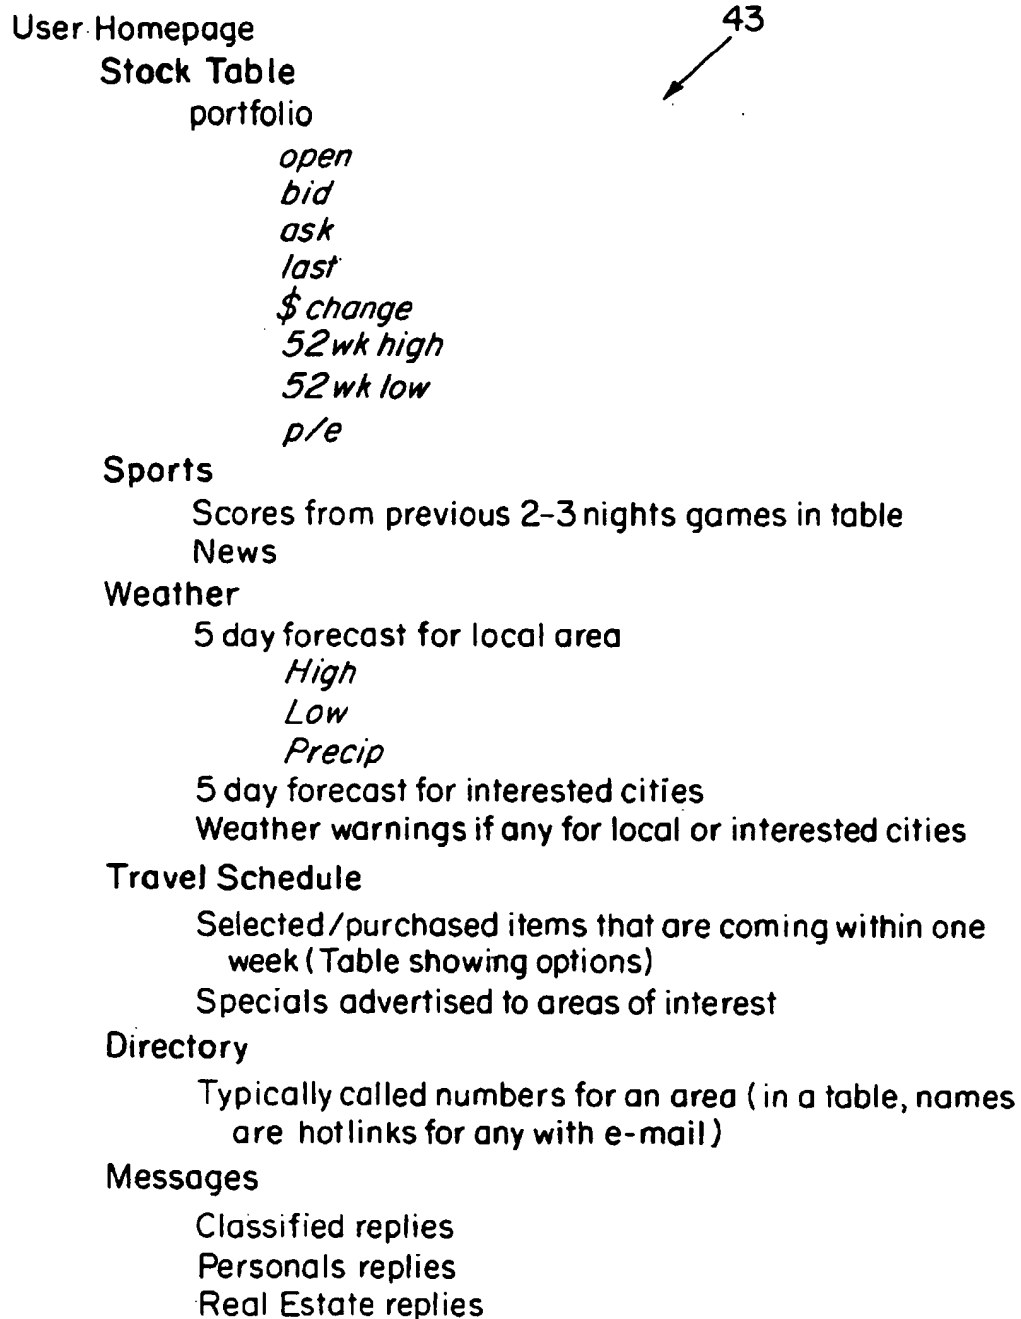 User Homepage
43
Stock Table
portfolio
open
bid
ask
last
$ change
52 wk high
52 wk low
p/e
Sports
Scores from previous 2-3 nights games in table
News
Weather
5 day forecast for local area
High
Low
Precip
5 day forecast for interested cities
Weather warnings if any for local or interested cities
Travel Schedule
Selected/purchased items that are coming within one
week (Table showing options)
Specials advertised to areas of interest
Directory
Typically called numbers for an area (in a table, names
are hotlinks for any with e-mail)
Messages
Classified replies
Personals replies
Real Estate replies